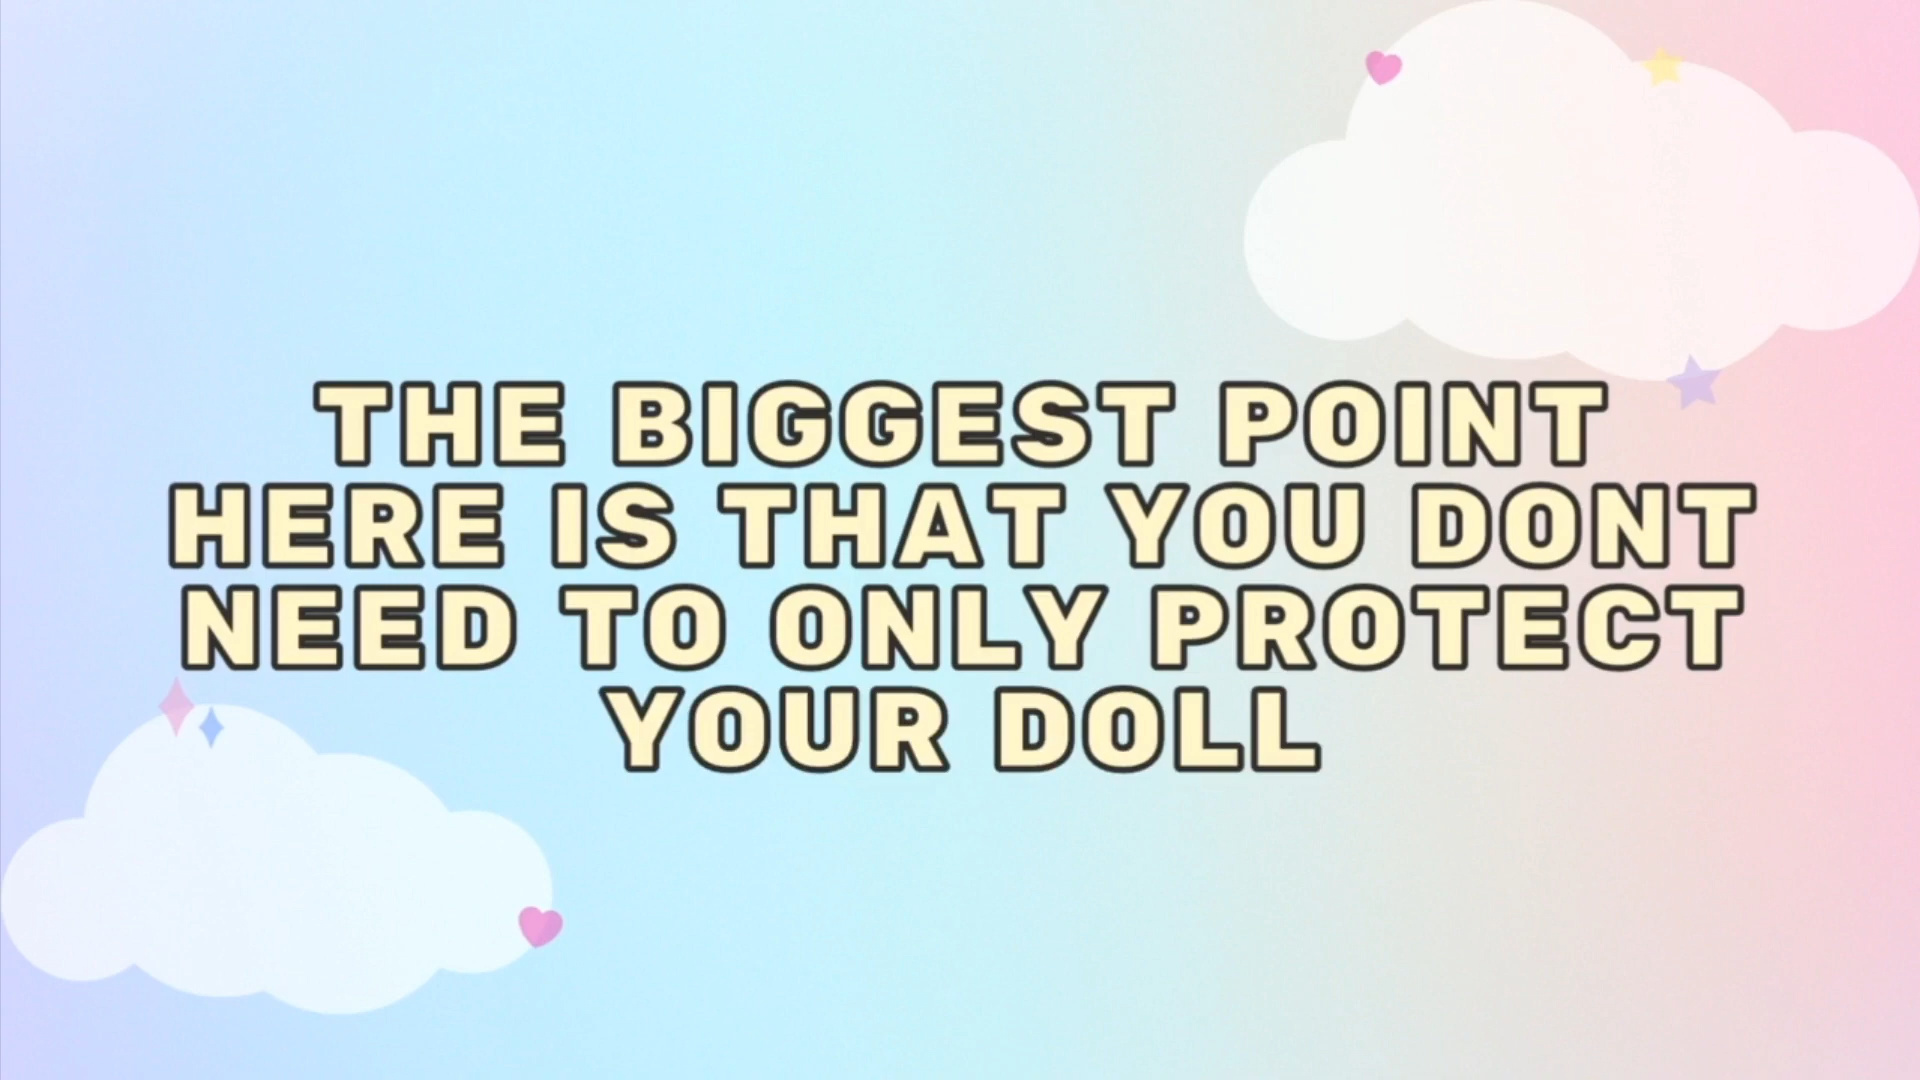 THE BIGGEST POINT
HERE IS THAT YOU DONT
NEED TO ONLY PROTECT
YOUR DOLL